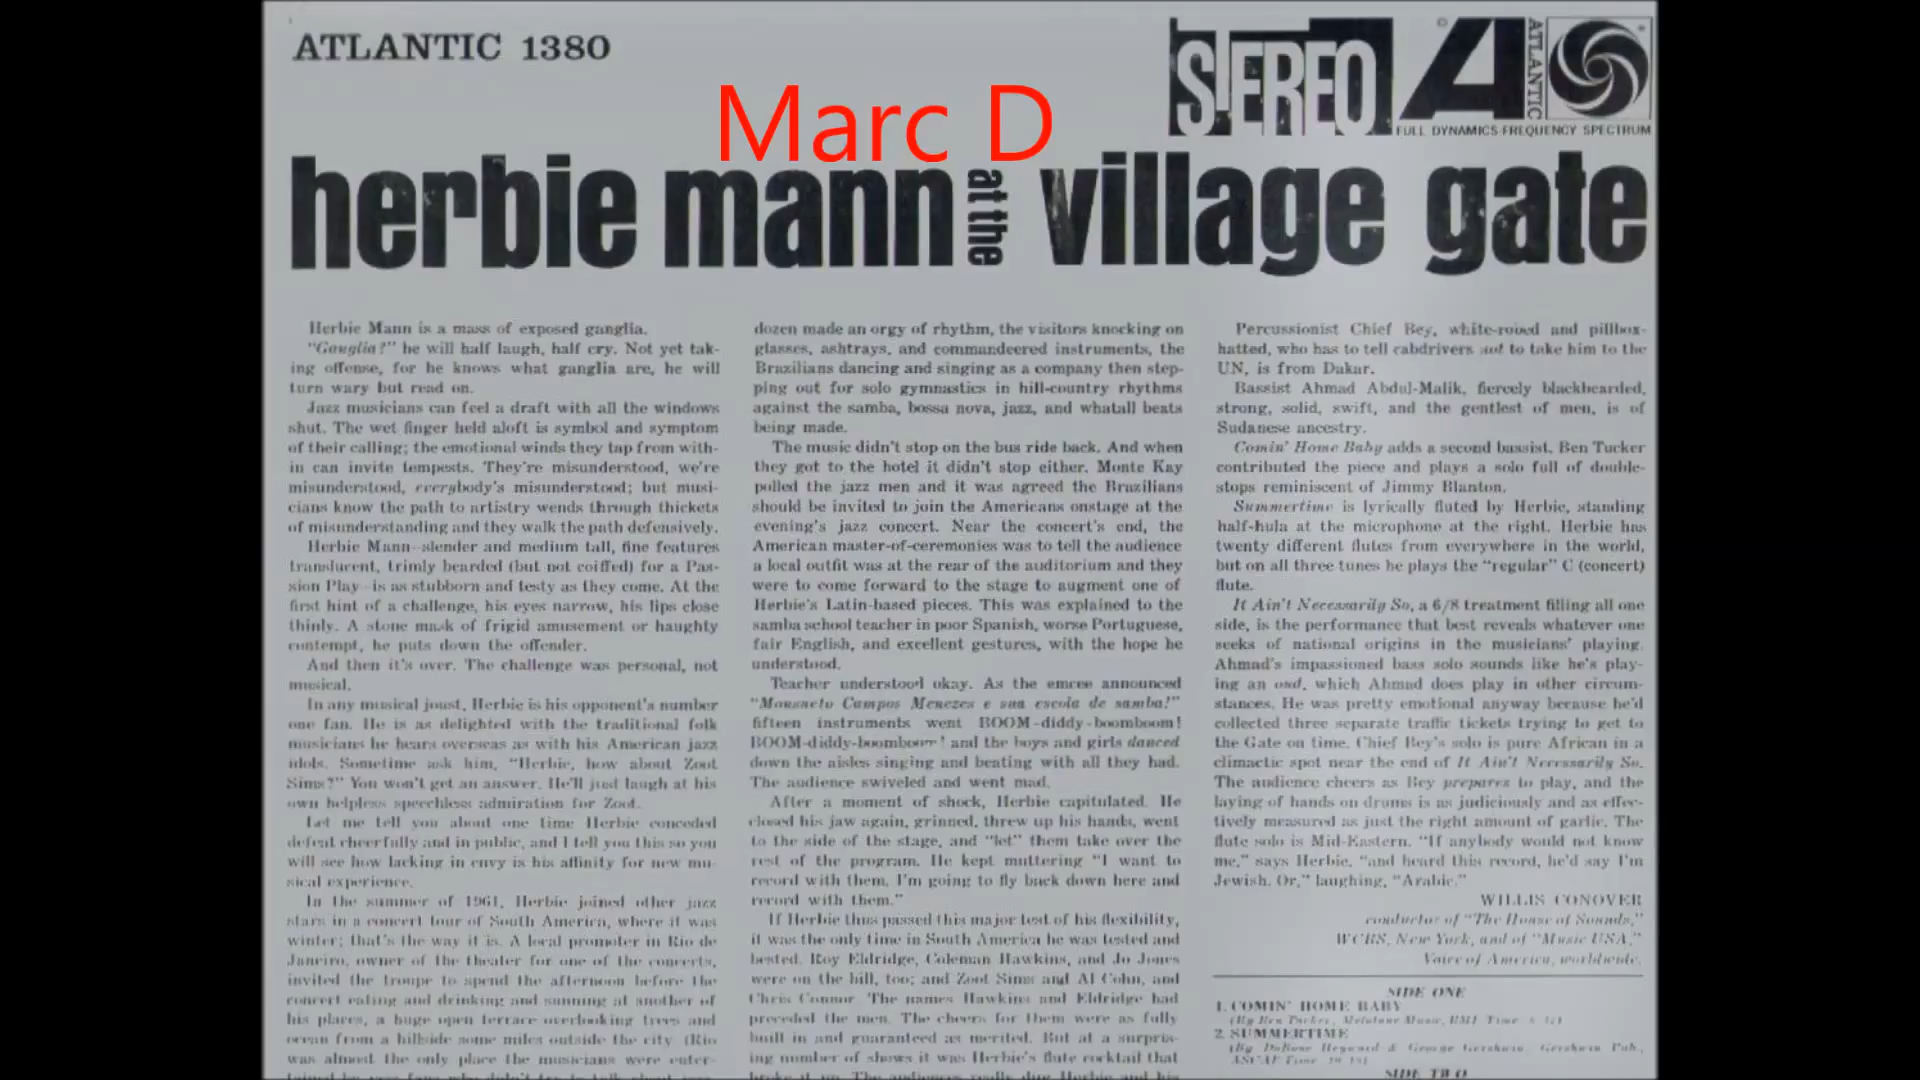 ATLANTIC 1380
STEREO
ATLANTIC
FULL DYNAMICS-FREQUENCY SPECTRUM
Marc D
herbie mann at the village gate
Herbie Mann is a mass of exposed ganglia.
"Ganglia?" he will half laugh, half cry. Not yet tak-
ing offense, for he knows what ganglia are, he will
turn wary but read on.
Jazz musicians can feel a draft with all the windows
shut. The wet finger held aloft is symbol and symptom
of their calling; the emotional winds they tap from with-
in can invite tempests. They're misunderstood, we're
misunderstood, everybody's misunderstood; but musi-
cians know the path to artistry wends through thickets
of misunderstanding and they walk the path defensively.
Herbie Mann—slender and medium tall, fine features
translucent, trimly bearded (but not coiffed) for a Pas-
sion Play—is as stubborn and testy as they come. At the
first hint of a challenge, his eyes narrow, his lips close
thinly. A stone mask of frigid amusement or haughty
contempt, he puts down the offender.
And then it's over. The challenge was personal, not
musical.
In any musical joust, Herbie is his opponent's number
one fan. He is as delighted with the traditional folk
musicians he hears overseas as with his American jazz
idols. Sometime ask him, "Herbie, how about Zoot
Sims?" You won't get an answer. He'll just laugh at his
own helpless speechless admiration for Zoot.
Let me tell you about one time Herbie conceded
defeat cheerfully and in public, and I tell you this so you
will see how lacking in envy is his affinity for new mu-
sical experience.
In the summer of 1961, Herbie joined other jazz
stars in a concert tour of South America, where it was
winter; that's the way it is. A local promoter in Rio de
Janeiro, owner of the theater for one of the concerts,
invited the troupe to spend the afternoon before the
concert eating and drinking and sunning at another of
his places, a huge open terrace overlooking trees and
ocean from a hillside some miles outside the city. (Rio
was almost the only place the musicians were enter-
dozen made an orgy of rhythm, the visitors knocking on
glasses, ashtrays, and commandeered instruments, the
Brazilians dancing and singing as a company then step-
ping out for solo gymnastics in hill-country rhythms
against the samba, bossa nova, jazz, and whatall beats
being made.
The music didn't stop on the bus ride back. And when
they got to the hotel it didn't stop either. Monte Kay
polled the jazz men and it was agreed the Brazilians
should be invited to join the Americans onstage at the
evening's jazz concert. Near the concert's end, the
American master-of-ceremonies was to tell the audience
a local outfit was at the rear of the auditorium and they
were to come forward to the stage to augment one of
Herbie's Latin-based pieces. This was explained to the
samba school teacher in poor Spanish, worse Portuguese,
fair English, and excellent gestures, with the hope he
understood.
Teacher understood okay. As the emcee announced
"Mousneto Campos Menezes e sua escola de samba!"
fifteen instruments went BOOM-diddy-boomboom!
BOOM-diddy-boomboom! and the boys and girls danced
down the aisles singing and beating with all they had.
The audience swiveled and went mad.
After a moment of shock, Herbie capitulated. He
closed his jaw again, grinned, threw up his hands, went
to the side of the stage, and "let" them take over the
rest of the program. He kept muttering "I want to
record with them. I'm going to fly back down here and
record with them."
If Herbie thus passed this major test of his flexibility,
it was the only time in South America he was tested and
bested. Roy Eldridge, Coleman Hawkins, and Jo Jones
were on the bill, too; and Zoot Sims and Al Cohn, and
Chris Connor. The names Hawkins and Eldridge had
preceded the men. The cheers for them were as fully
built in and guaranteed as merited. But at a surpris-
ing number of shows it was Herbie's flute cocktail that
broke it up. The audiences really dug Herbie and his
Percussionist Chief Bey, white-robed and pillbox-
hatted, who has to tell cabdrivers not to take him to the
UN, is from Dakar.
Bassist Ahmad Abdul-Malik, fiercely blackbearded,
strong, solid, swift, and the gentlest of men, is of
Sudanese ancestry.
Comin' Home Baby adds a second bassist. Ben Tucker
contributed the piece and plays a solo full of double-
stops reminiscent of Jimmy Blanton.
Summertime is lyrically fluted by Herbie, standing
half-hula at the microphone at the right. Herbie has
twenty different flutes from everywhere in the world,
but on all three tunes he plays the "regular" C (concert)
flute.
It Ain't Necessarily So, a 6/8 treatment filling all one
side, is the performance that best reveals whatever one
seeks of national origins in the musicians' playing.
Ahmad's impassioned bass solo sounds like he's play-
ing an oud, which Ahmad does play in other circum-
stances. He was pretty emotional anyway because he'd
collected three separate traffic tickets trying to get to
the Gate on time. Chief Bey's solo is pure African in a
climactic spot near the end of It Ain't Necessarily So.
The audience cheers as Bey prepares to play, and the
laying of hands on drums is as judiciously and as effec-
tively measured as just the right amount of garlic. The
flute solo is Mid-Eastern. "If anybody would not know
me," says Herbie, "and heard this record, he'd say I'm
Jewish. Or," laughing, "Arabic."
WILLIS CONOVER
conductor of "The House of Sounds,"
WCBS, New York, and of "Music USA,"
Voice of America, worldwide.
SIDE ONE
1. COMIN' HOME BABY
(By Ben Tucker, Melotone Music, BMI Time
2. SUMMERTIME
(By DuBose Heyward & George Gershwin, Gershwin Pub.,
ASCAP Time
SIDE TWO